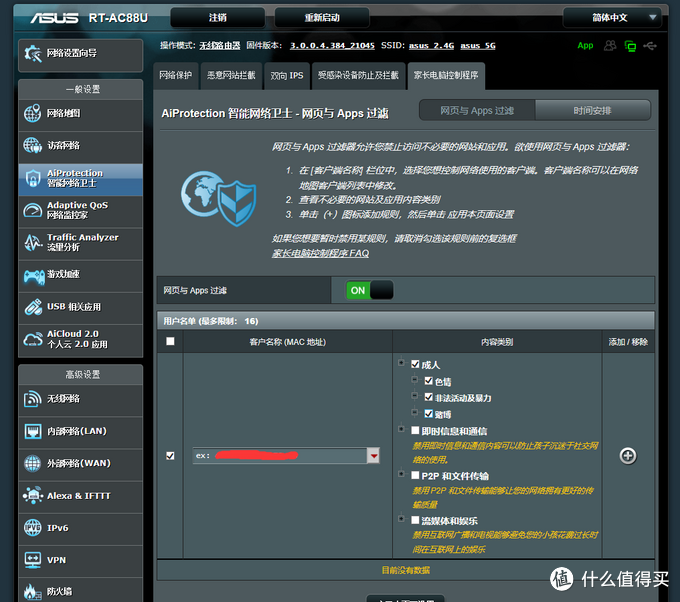 ASUS RT-AC88U 注销 重新启动 简体中文
操作模式: 无线路由器 固件版本: 3.0.0.4.384_21045 SSID: asus_2.4G asus_5G App
网络设置向导
一般设置
网络地图
访客网络
AiProtection
智能网络卫士
Adaptive QoS
网络监控家
Traffic Analyzer
流量分析
游戏加速
USB 相关应用
AiCloud 2.0
个人云 2.0 应用
高级设置
无线网络
内部网络(LAN)
外部网络(WAN)
Alexa & IFTTT
IPv6
VPN
防火墙
网络保护 恶意网站拦截 双向 IPS 受感染设备防止及拦截 家长电脑控制程序
AiProtection 智能网络卫士 - 网页与 Apps 过滤
网页与 Apps 过滤 时间安排
网页与 Apps 过滤器允许您禁止访问不必要的网站和应用。欲使用网页与 Apps 过滤器:
1. 在 [客户端名称] 栏位中，选择您想控制网络使用的客户端。客户端名称可以在网络
地图客户端列表中修改。
2. 查看不必要的网站及应用内容类别
3. 单击（+）图标添加规则，然后单击 应用本页面设置
如果您想要暂时禁用某规则，请取消勾选该规则前的复选框
家长电脑控制程序 FAQ
网页与 Apps 过滤 ON
用户名单 (最多限制: 16)
客户名称 (MAC 地址) 内容类别 添加 / 移除
ex:
成人
色情
非法活动及暴力
赌博
即时信息和通信
禁用即时信息和通信内容可以防止孩子沉迷于社交网
络的使用。
P2P 和文件传输
禁用 P2P 和文件传输能够让您的网络拥有更好的传
输质量
流媒体和娱乐
禁用互联网广播和电视能够避免您的小孩花费过长时
间在互联网上的娱乐
目前没有数据
值 什么值得买